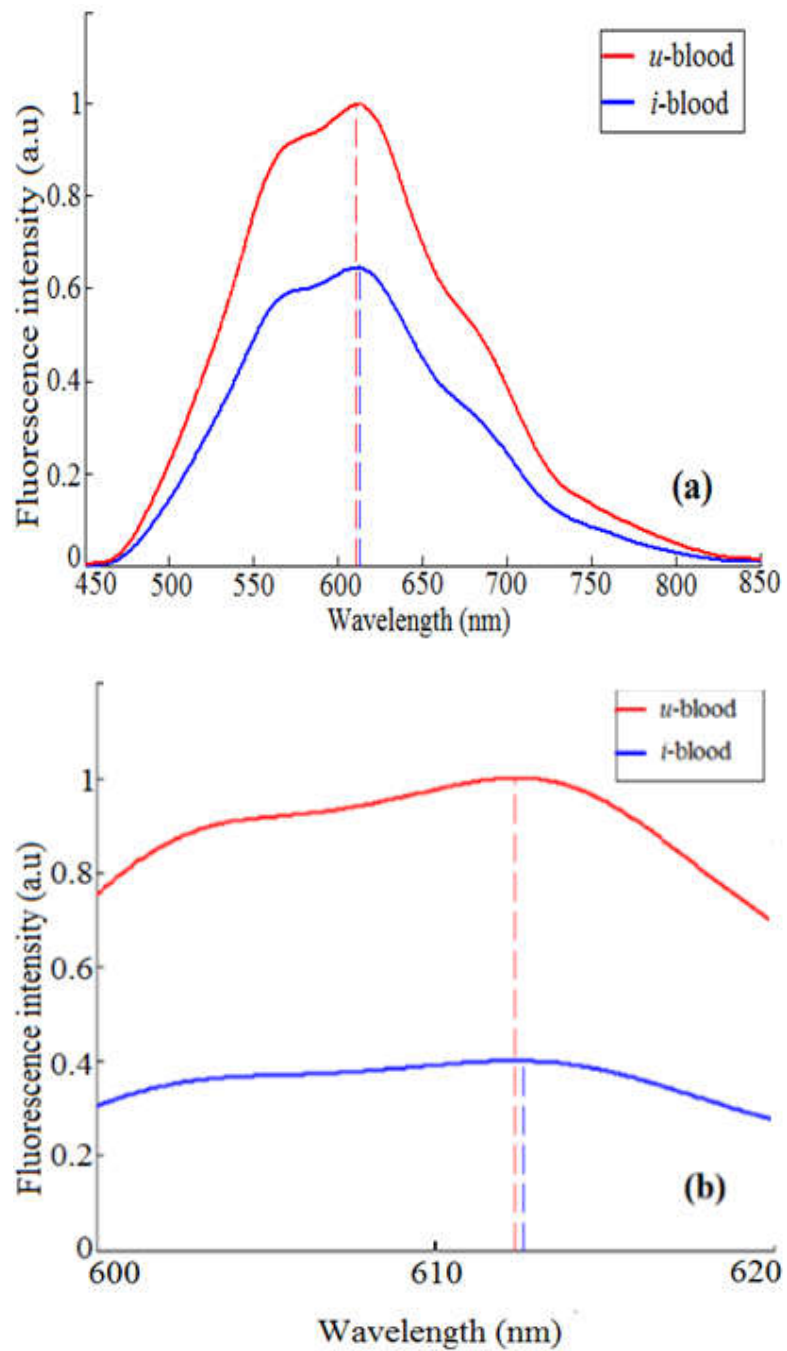 u-blood
i-blood
Fluorescence intensity (a.u)
1
0.8
0.6
0.4
0.2
0
(a)
450 500 550 600 650 700 750 800 850
Wavelength (nm)
u-blood
i-blood
Fluorescence intensity (a.u)
1
0.8
0.6
0.4
0.2
0
(b)
600 610 620
Wavelength (nm)